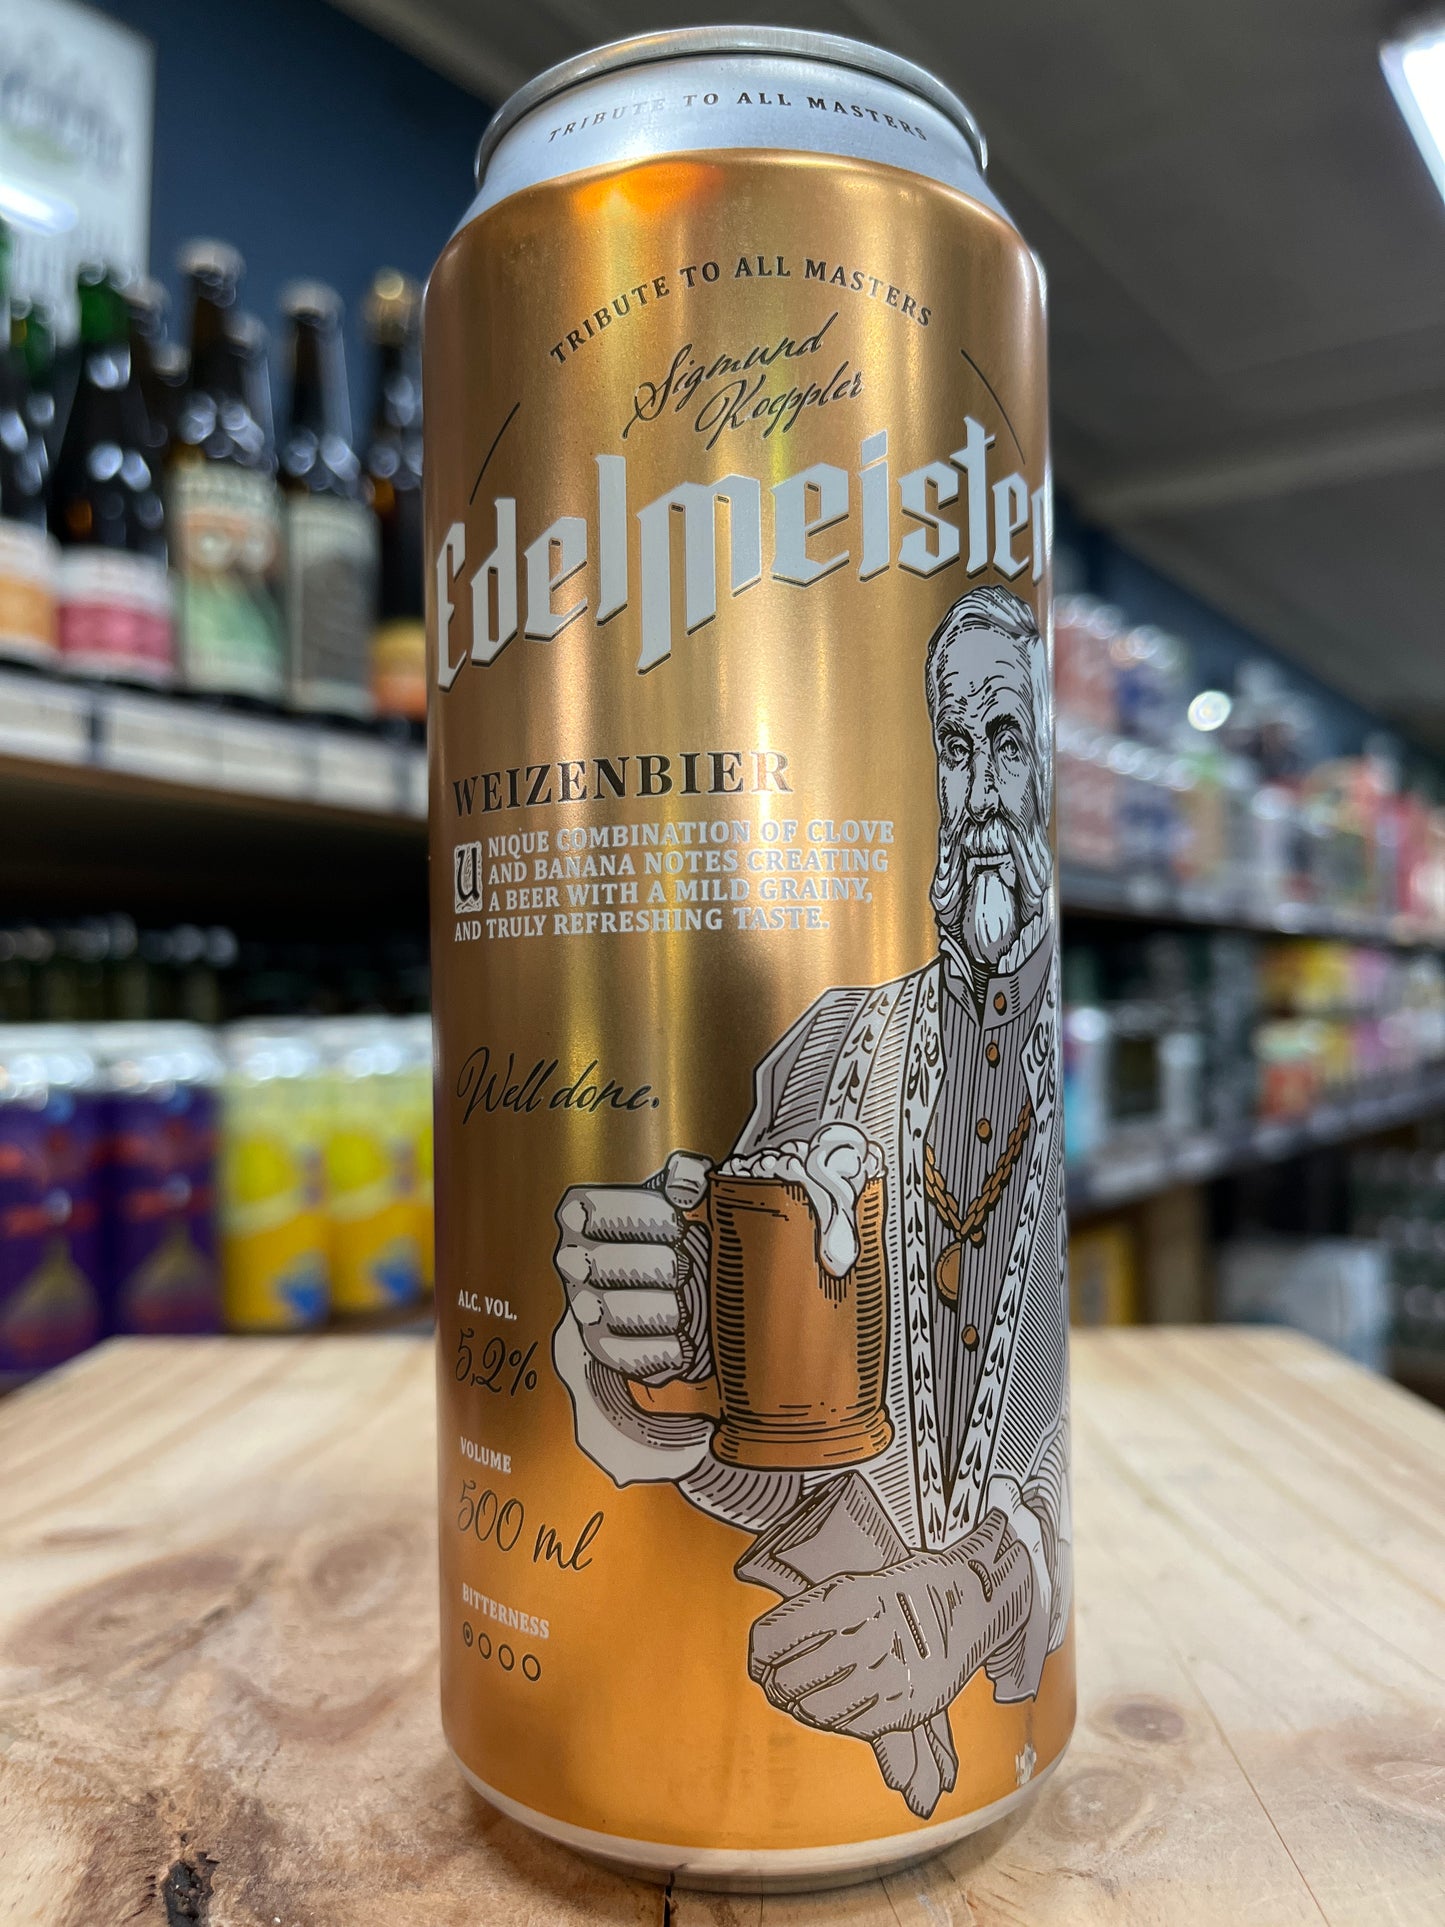 TRIBUTE TO ALL MASTERS
TRIBUTE TO ALL MASTERS
Sigmund
Koeppler
Edelmeister
WEIZENBIER
UNIQUE COMBINATION OF CLOVE
AND BANANA NOTES CREATING
A BEER WITH A MILD GRAINY,
AND TRULY REFRESHING TASTE.
Well done.
ALC. VOL.
5,2%
VOLUME
500 ml
BITTERNESS